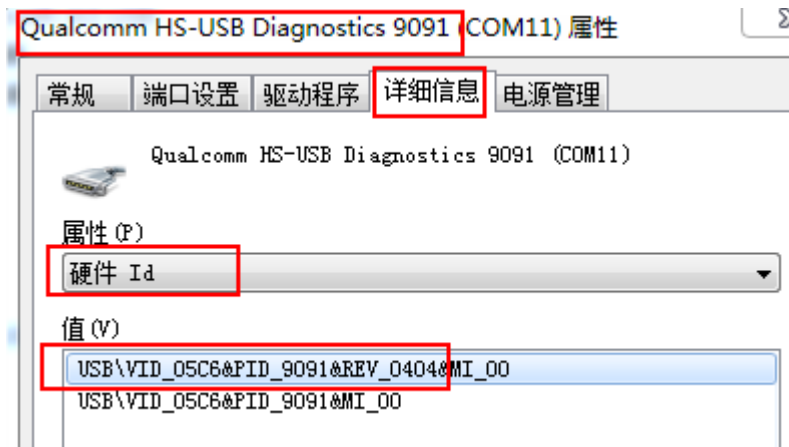 Qualcomm HS-USB Diagnostics 9091 (COM11) 属性
常规 端口设置 驱动程序 详细信息 电源管理
Qualcomm HS-USB Diagnostics 9091 (COM11)
属性(P)
硬件 Id
值(V)
USB\VID_05C6&PID_9091&REV_0404&MI_00
USB\VID_05C6&PID_9091&MI_00